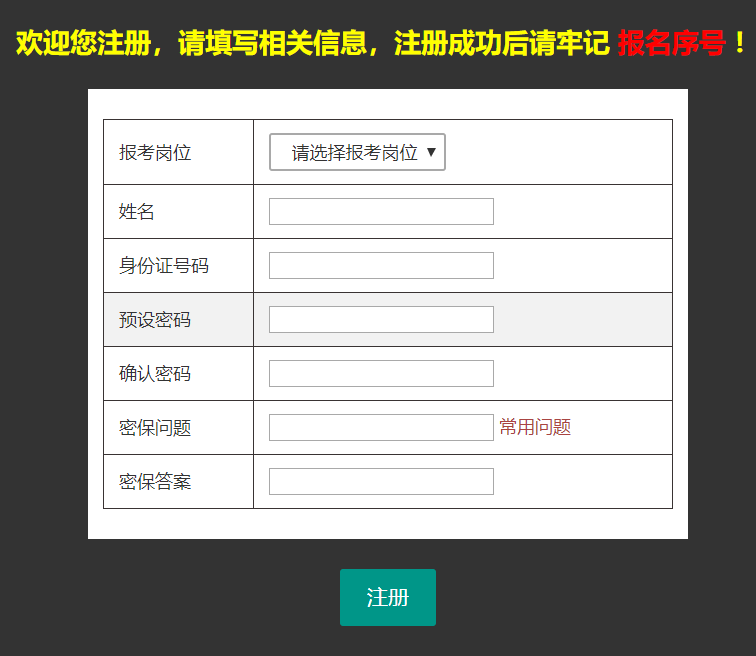 欢迎您注册，请填写相关信息，注册成功后请牢记 报名序号！
报考岗位 请选择报考岗位
姓名
身份证号码
预设密码
确认密码
密保问题 常用问题
密保答案
注册